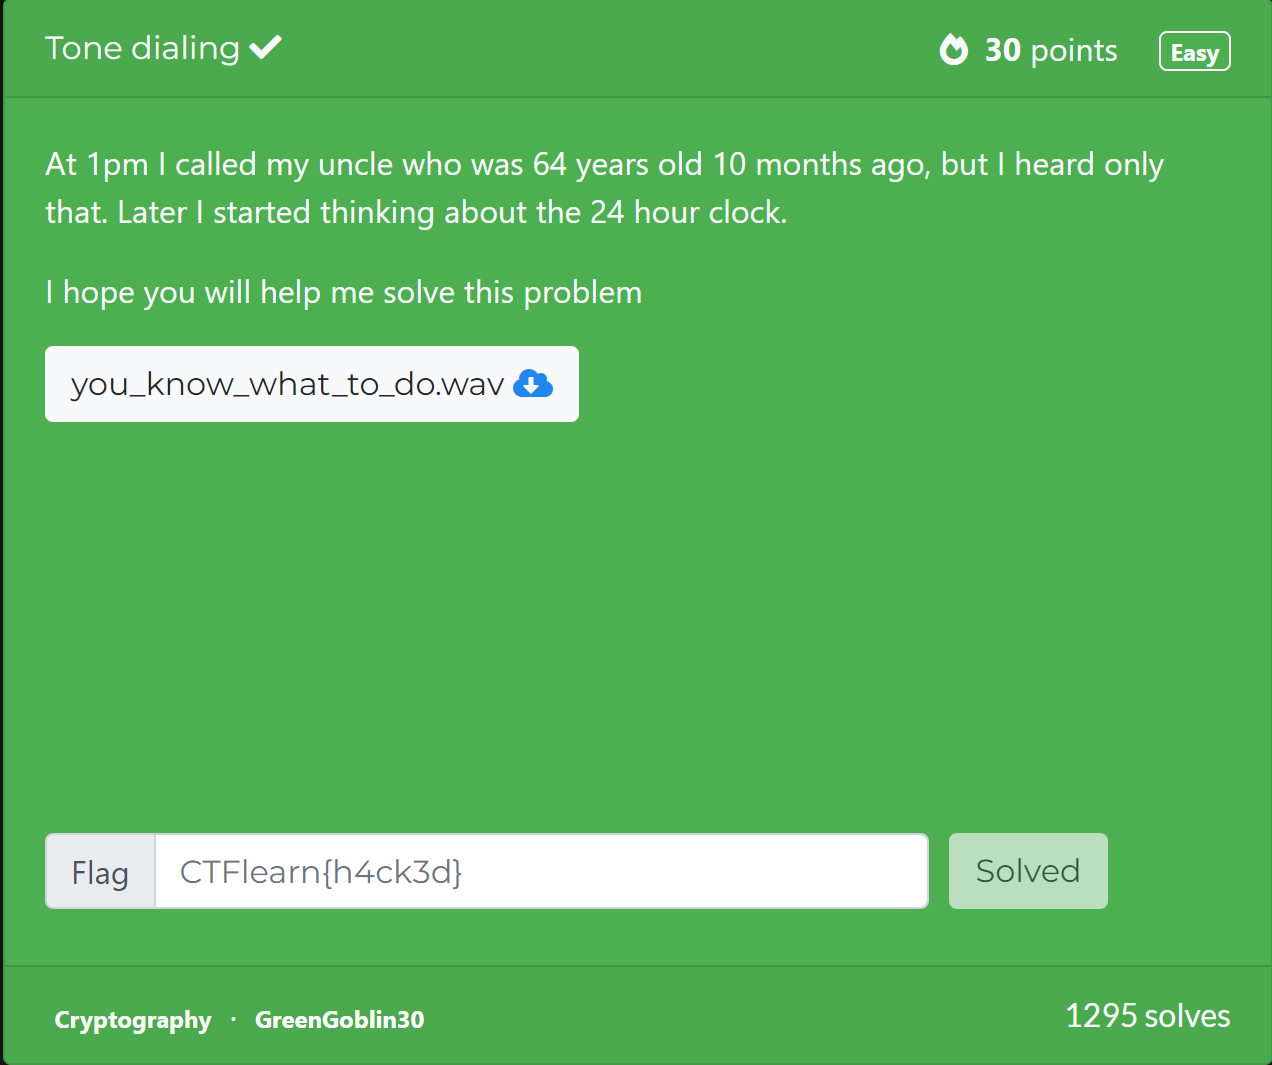 Tone dialing
30 points
Easy
At 1pm I called my uncle who was 64 years old 10 months ago, but I heard only
that. Later I started thinking about the 24 hour clock.
I hope you will help me solve this problem
you_know_what_to_do.wav
Flag
CTFlearn{h4ck3d}
Solved
Cryptography · GreenGoblin30
1295 solves